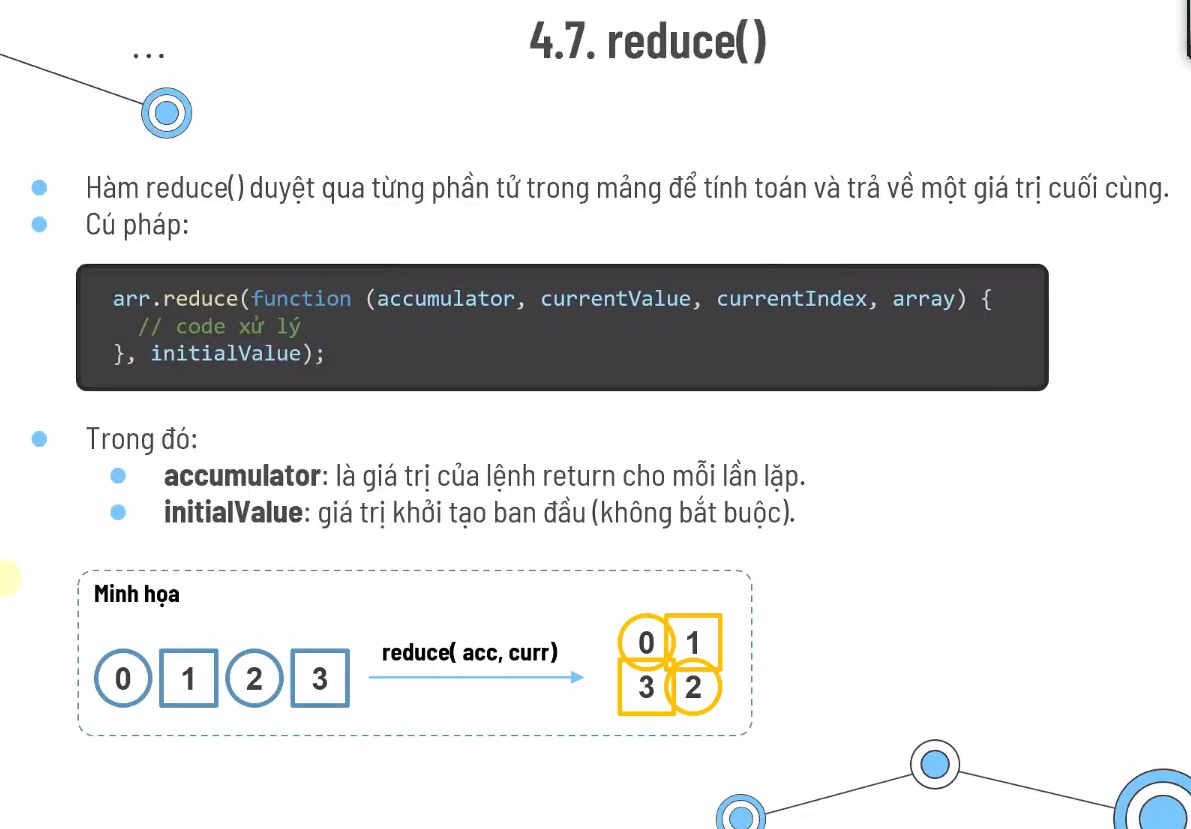 ...
4.7. reduce()
Hàm reduce() duyệt qua từng phần tử trong mảng để tính toán và trả về một giá trị cuối cùng.
Cú pháp:
arr.reduce(function (accumulator, currentValue, currentIndex, array) {
// code xử lý
}, initialValue);
Trong đó:
accumulator: là giá trị của lệnh return cho mỗi lần lặp.
initialValue: giá trị khởi tạo ban đầu (không bắt buộc).
Minh họa
0 1 2 3
reduce( acc, curr)
0 1
3 2